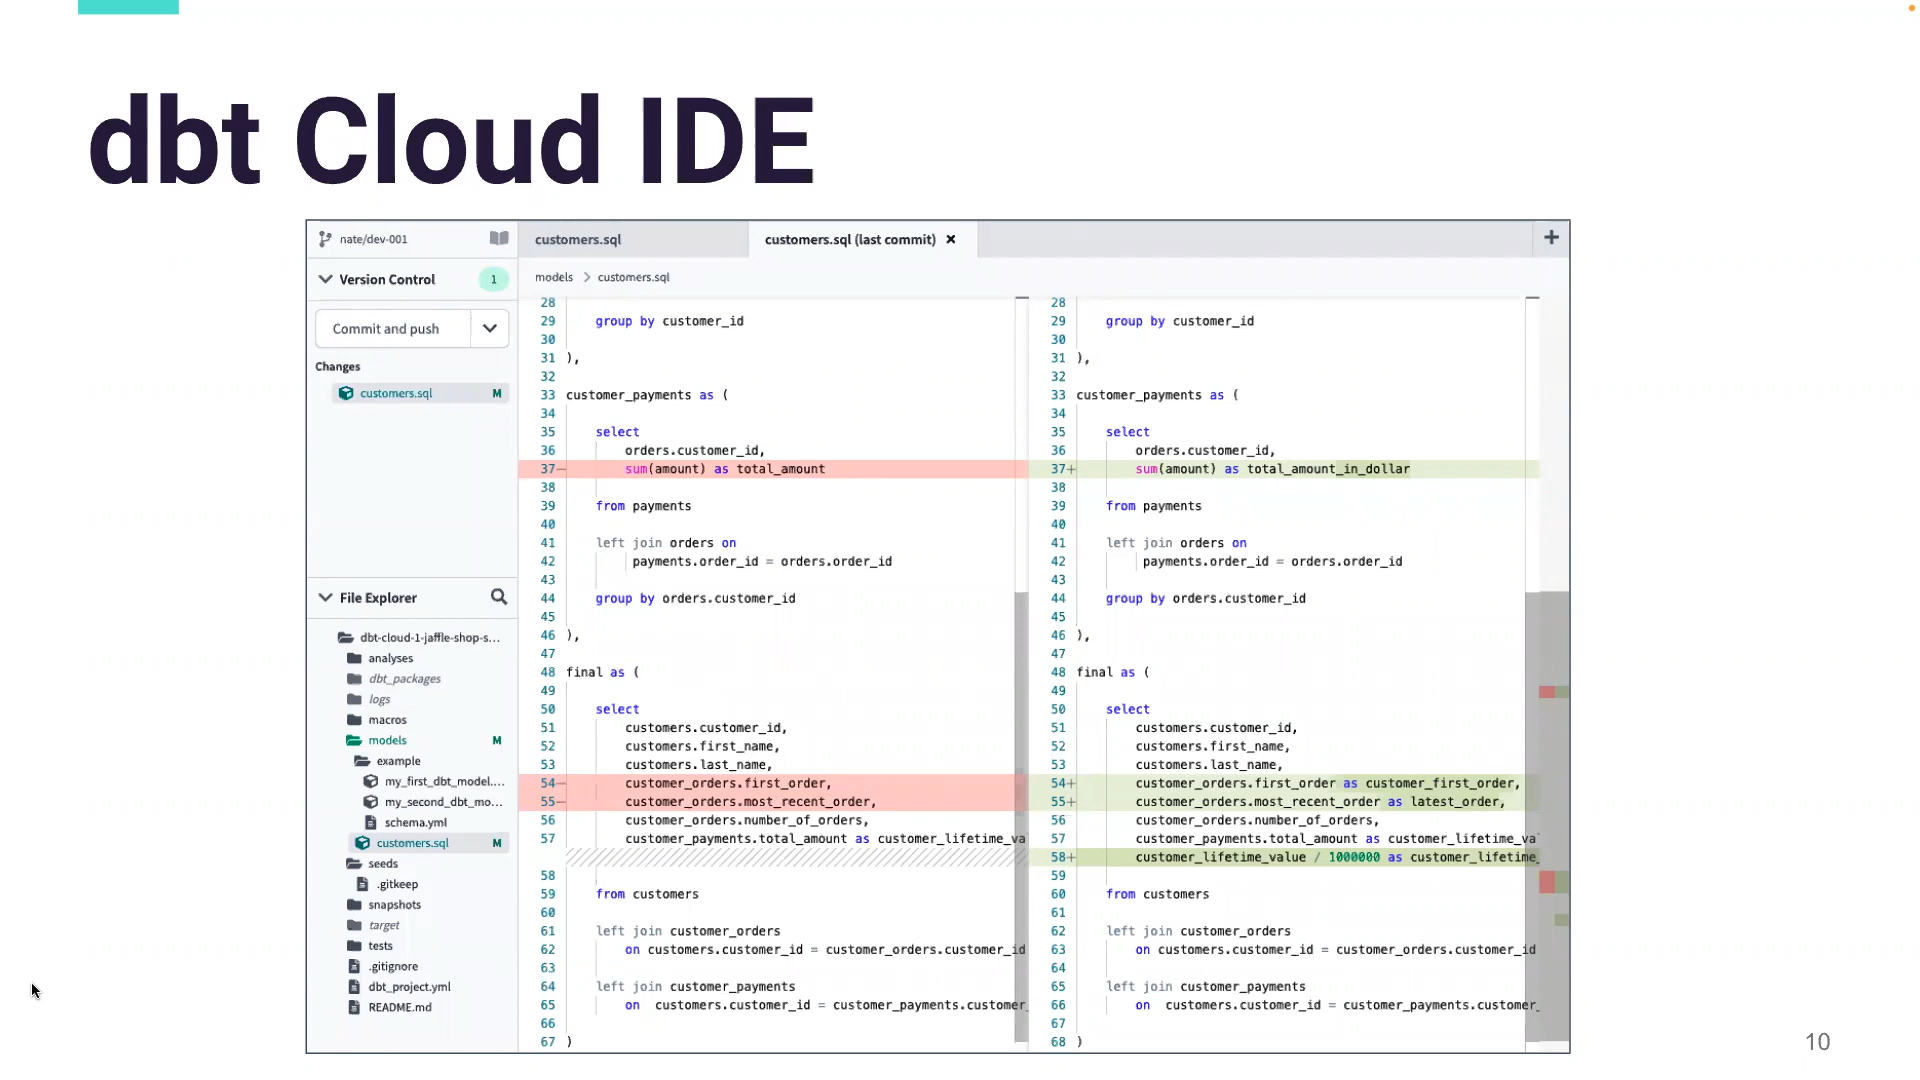 dbt Cloud IDE
nate/dev-001
customers.sql
customers.sql (last commit)
Version Control 1
models > customers.sql
Commit and push
Changes
customers.sql M
File Explorer
dbt-cloud-1-jaffle-shop-s...
analyses
dbt_packages
logs
macros
models M
example
my_first_dbt_model....
my_second_dbt_mo...
schema.yml
customers.sql M
seeds
.gitkeep
snapshots
target
tests
.gitignore
dbt_project.yml
README.md
28
29 group by customer_id
30
31 ),
32
33 customer_payments as (
34
35 select
36 orders.customer_id,
37— sum(amount) as total_amount
38
39 from payments
40
41 left join orders on
42 payments.order_id = orders.order_id
43
44 group by orders.customer_id
45
46 ),
47
48 final as (
49
50 select
51 customers.customer_id,
52 customers.first_name,
53 customers.last_name,
54— customer_orders.first_order,
55— customer_orders.most_recent_order,
56 customer_orders.number_of_orders,
57 customer_payments.total_amount as customer_lifetime_va
58
59 from customers
60
61 left join customer_orders
62 on customers.customer_id = customer_orders.customer_id
63
64 left join customer_payments
65 on customers.customer_id = customer_payments.customer_
66
67 )
28
29 group by customer_id
30
31 ),
32
33 customer_payments as (
34
35 select
36 orders.customer_id,
37+ sum(amount) as total_amount_in_dollar
38
39 from payments
40
41 left join orders on
42 payments.order_id = orders.order_id
43
44 group by orders.customer_id
45
46 ),
47
48 final as (
49
50 select
51 customers.customer_id,
52 customers.first_name,
53 customers.last_name,
54+ customer_orders.first_order as customer_first_order,
55+ customer_orders.most_recent_order as latest_order,
56 customer_orders.number_of_orders,
57 customer_payments.total_amount as customer_lifetime_va
58+ customer_lifetime_value / 1000000 as customer_lifetime_
59
60 from customers
61
62 left join customer_orders
63 on customers.customer_id = customer_orders.customer_id
64
65 left join customer_payments
66 on customers.customer_id = customer_payments.customer_
67
68 )
10